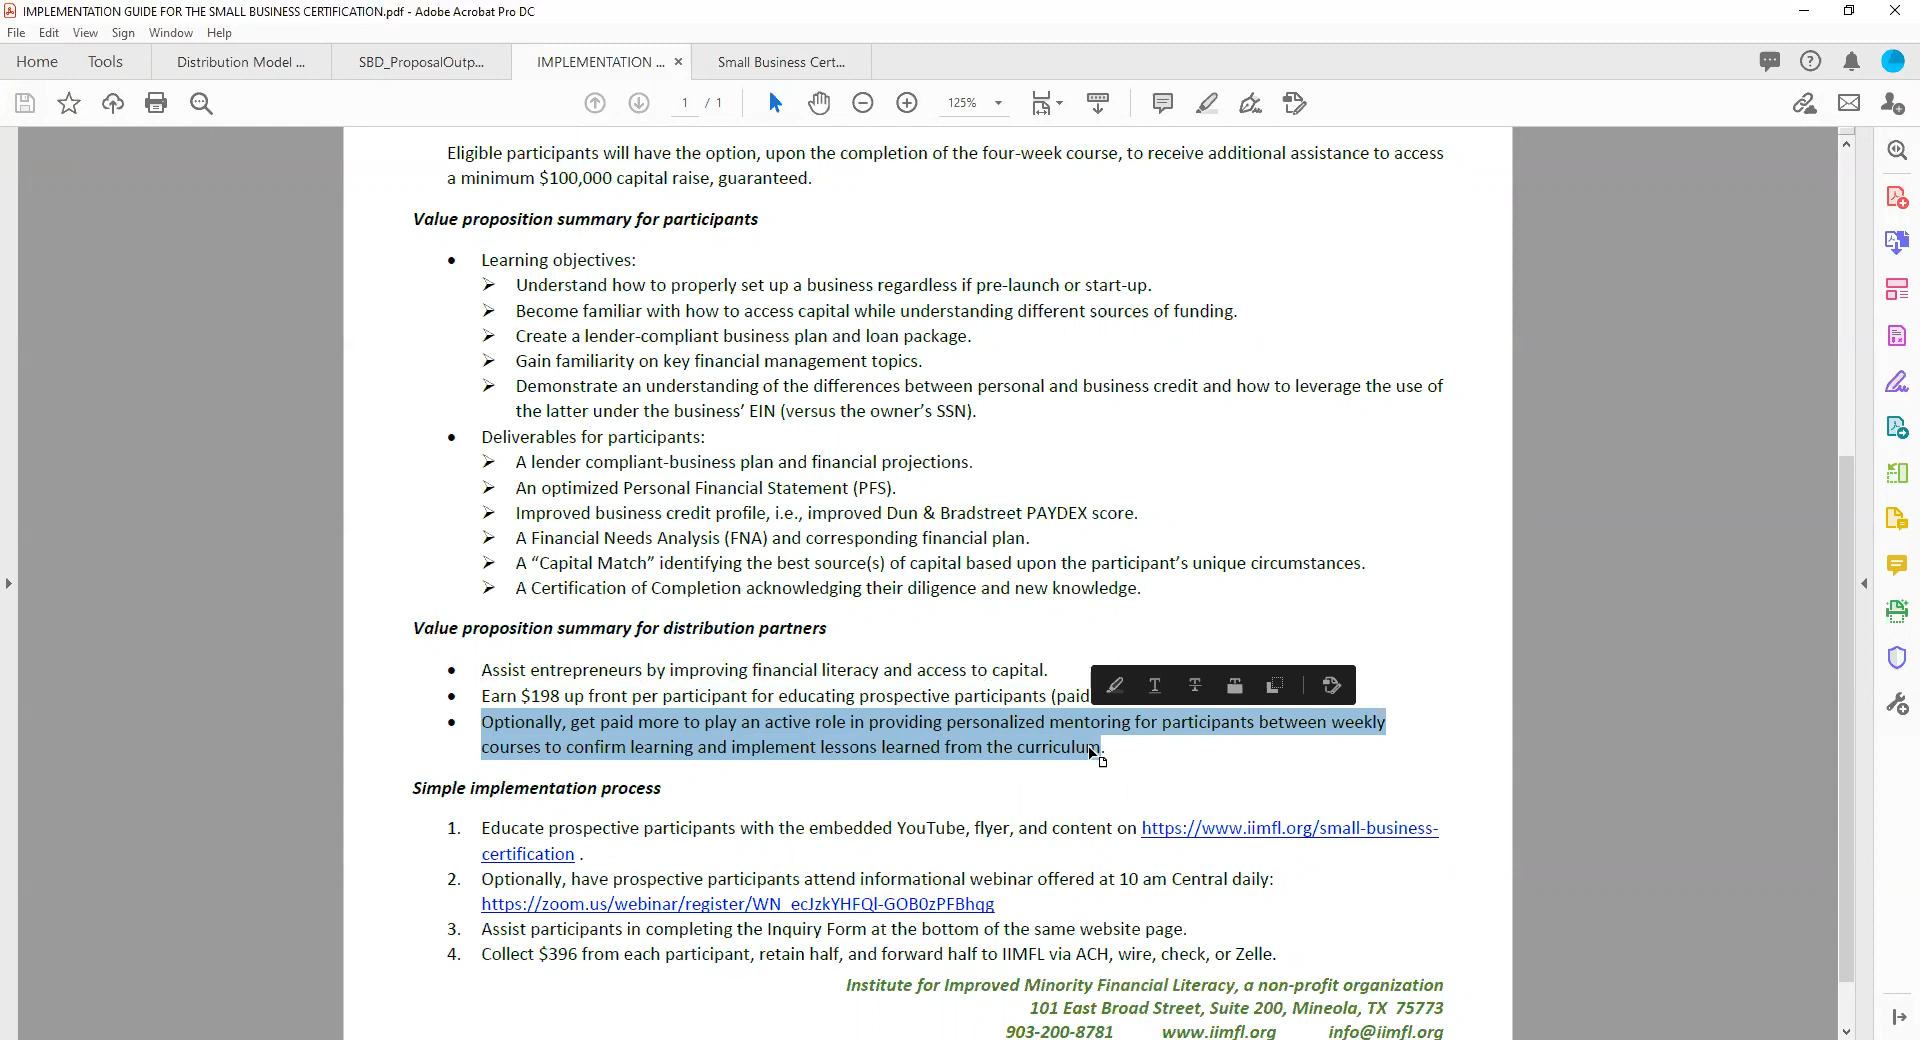 IMPLEMENTATION GUIDE FOR THE SMALL BUSINESS CERTIFICATION.pdf - Adobe Acrobat Pro DC
File Edit View Sign Window Help
Home Tools Distribution Model ... SBD_ProposalOutp... IMPLEMENTATION ... × Small Business Cert...
1 / 1 125%
Eligible participants will have the option, upon the completion of the four-week course, to receive additional assistance to access
a minimum $100,000 capital raise, guaranteed.
Value proposition summary for participants
• Learning objectives:
➢ Understand how to properly set up a business regardless if pre-launch or start-up.
➢ Become familiar with how to access capital while understanding different sources of funding.
➢ Create a lender-compliant business plan and loan package.
➢ Gain familiarity on key financial management topics.
➢ Demonstrate an understanding of the differences between personal and business credit and how to leverage the use of
the latter under the business’ EIN (versus the owner’s SSN).
• Deliverables for participants:
➢ A lender compliant-business plan and financial projections.
➢ An optimized Personal Financial Statement (PFS).
➢ Improved business credit profile, i.e., improved Dun & Bradstreet PAYDEX score.
➢ A Financial Needs Analysis (FNA) and corresponding financial plan.
➢ A “Capital Match” identifying the best source(s) of capital based upon the participant’s unique circumstances.
➢ A Certification of Completion acknowledging their diligence and new knowledge.
Value proposition summary for distribution partners
• Assist entrepreneurs by improving financial literacy and access to capital.
• Earn $198 up front per participant for educating prospective participants (paid
• Optionally, get paid more to play an active role in providing personalized mentoring for participants between weekly
courses to confirm learning and implement lessons learned from the curriculum.
Simple implementation process
1. Educate prospective participants with the embedded YouTube, flyer, and content on https://www.iimfl.org/small-business-
certification .
2. Optionally, have prospective participants attend informational webinar offered at 10 am Central daily:
https://zoom.us/webinar/register/WN_ecJzkYHFQl-GOB0zPFBhqg
3. Assist participants in completing the Inquiry Form at the bottom of the same website page.
4. Collect $396 from each participant, retain half, and forward half to IIMFL via ACH, wire, check, or Zelle.
Institute for Improved Minority Financial Literacy, a non-profit organization
101 East Broad Street, Suite 200, Mineola, TX 75773
903-200-8781 www.iimfl.org info@iimfl.org